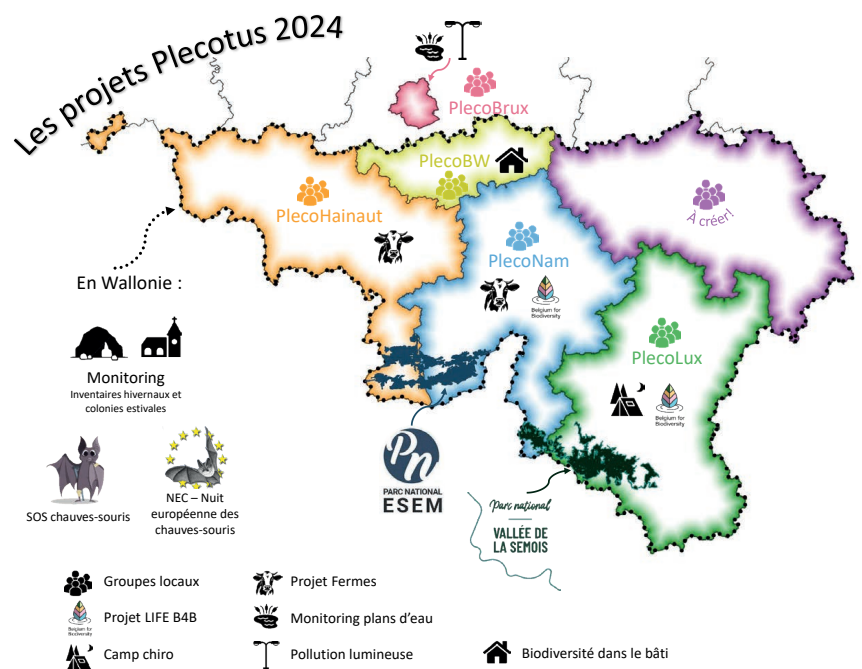 Les projets Plecotus 2024
PlecoBrux
PlecoBW
PlecoHainaut
À créer!
PlecoNam
Belgium for
Biodiversity
En Wallonie :
PlecoLux
Monitoring
Inventaires hivernaux et
colonies estivales
Belgium for
Biodiversity
PN
PARC NATIONAL
ESEM
SOS chauves-souris
NEC – Nuit
européenne des
chauves-souris
Parc national
VALLÉE DE
LA SEMOIS
Groupes locaux
Projet Fermes
Projet LIFE B4B
Belgium for
Biodiversity
Monitoring plans d'eau
Camp chiro
Pollution lumineuse
Biodiversité dans le bâti